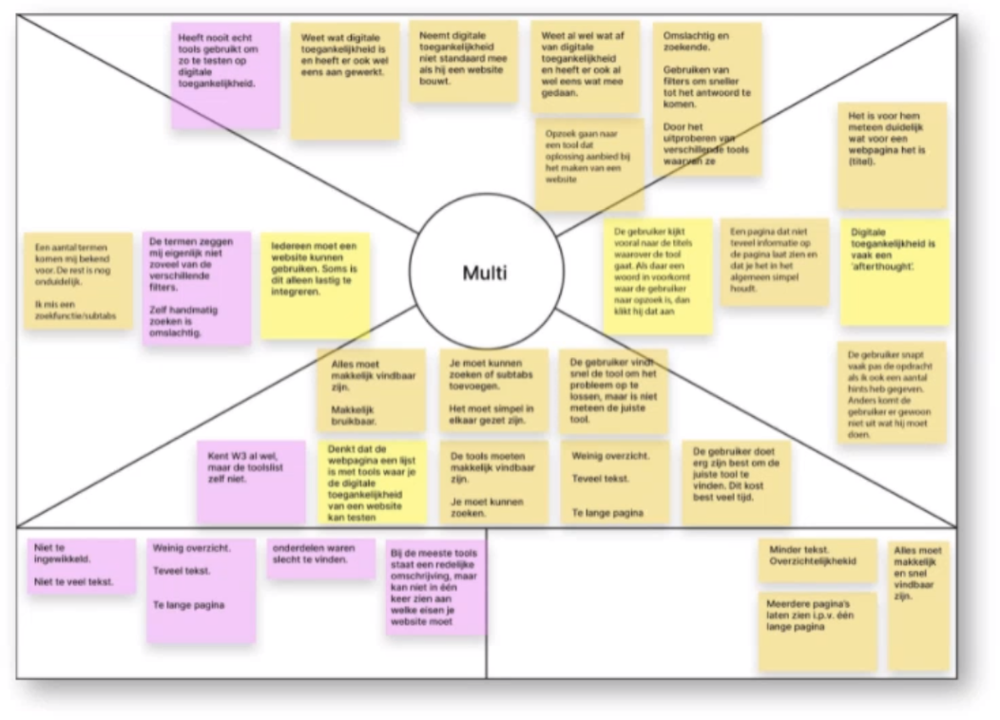 Heeft nooit echt
tools gebruikt om
zo te testen op
digitale
toegankelijkheid.
Weet wat digitale
toegankelijkheid is
en heeft er ook wel
eens aan gewerkt.
Neemt digitale
toegankelijkheid
niet standaard mee
als hij een website
bouwt.
Weet al wel wat af
van digitale
toegankelijkheid
en heeft er ook al
wel eens wat mee
gedaan.
Omslachtig en
zoekende.
Gebruiken van
filters om sneller
tot het antwoord te
komen.
Door het
uitproberen van
verschillende tools
waarvan ze
Opzoek gaan naar
een tool dat
oplossing aanbied bij
het maken van een
website
Het is voor hem
meteen duidelijk
wat voor een
webpagina het is
(titel).
Een aantal termen
komen mij bekend
voor. De rest is nog
onduidelijk.
Ik mis een
zoekfunctie/subtabs
De termen zeggen
mij eigenlijk niet
zoveel van de
verschillende
filters.
Zelf handmatig
zoeken is
omslachtig.
Iedereen moet een
website kunnen
gebruiken. Soms is
dit alleen lastig te
integreren.
Multi
De gebruiker kijkt
vooral naar de titels
waarover de tool
gaat. Als daar een
woord in voorkomt
waar de gebruiker
naar opzoek is, dan
klikt hij dat aan
Een pagina dat niet
teveel informatie op
de pagina laat zien en
dat je het in het
algemeen simpel
houdt.
Digitale
toegankelijkheid is
vaak een
'afterthought'.
Alles moet
makkelijk vindbaar
zijn.
Makkelijk
bruikbaar.
Je moet kunnen
zoeken of subtabs
toevoegen.
Het moet simpel in
elkaar gezet zijn.
De gebruiker vindt
snel de tool om het
probleem op te
lossen, maar is niet
meteen de juiste
tool.
De gebruiker snapt
vaak pas de opdracht
als ik ook een aantal
hints heb gegeven.
Anders komt de
gebruiker er gewoon
niet uit wat hij moet
doen.
Kent W3 al wel,
maar de toolslist
zelf niet.
Denkt dat de
webpagina een lijst
is met tools waar je
de digitale
toegankelijkheid
van een website
kan testen
De tools moeten
makkelijk vindbaar
zijn.
Je moet kunnen
zoeken.
Weinig overzicht.
Teveel tekst.
Te lange pagina
De gebruiker doet
erg zijn best om de
juiste tool te
vinden. Dit kost
best veel tijd.
Niet te
ingewikkeld.
Niet te veel tekst.
Weinig overzicht.
Teveel tekst.
Te lange pagina
onderdelen waren
slecht te vinden.
Bij de meeste tools
staat een redelijke
omschrijving, maar
kan niet in één
keer zien aan
welke eisen je
website moet
Minder tekst.
Overzichtelijhekid
Meerdere pagina's
laten zien i.p.v. één
lange pagina
Alles moet
makkelijk
en snel
vindbaar
zijn.